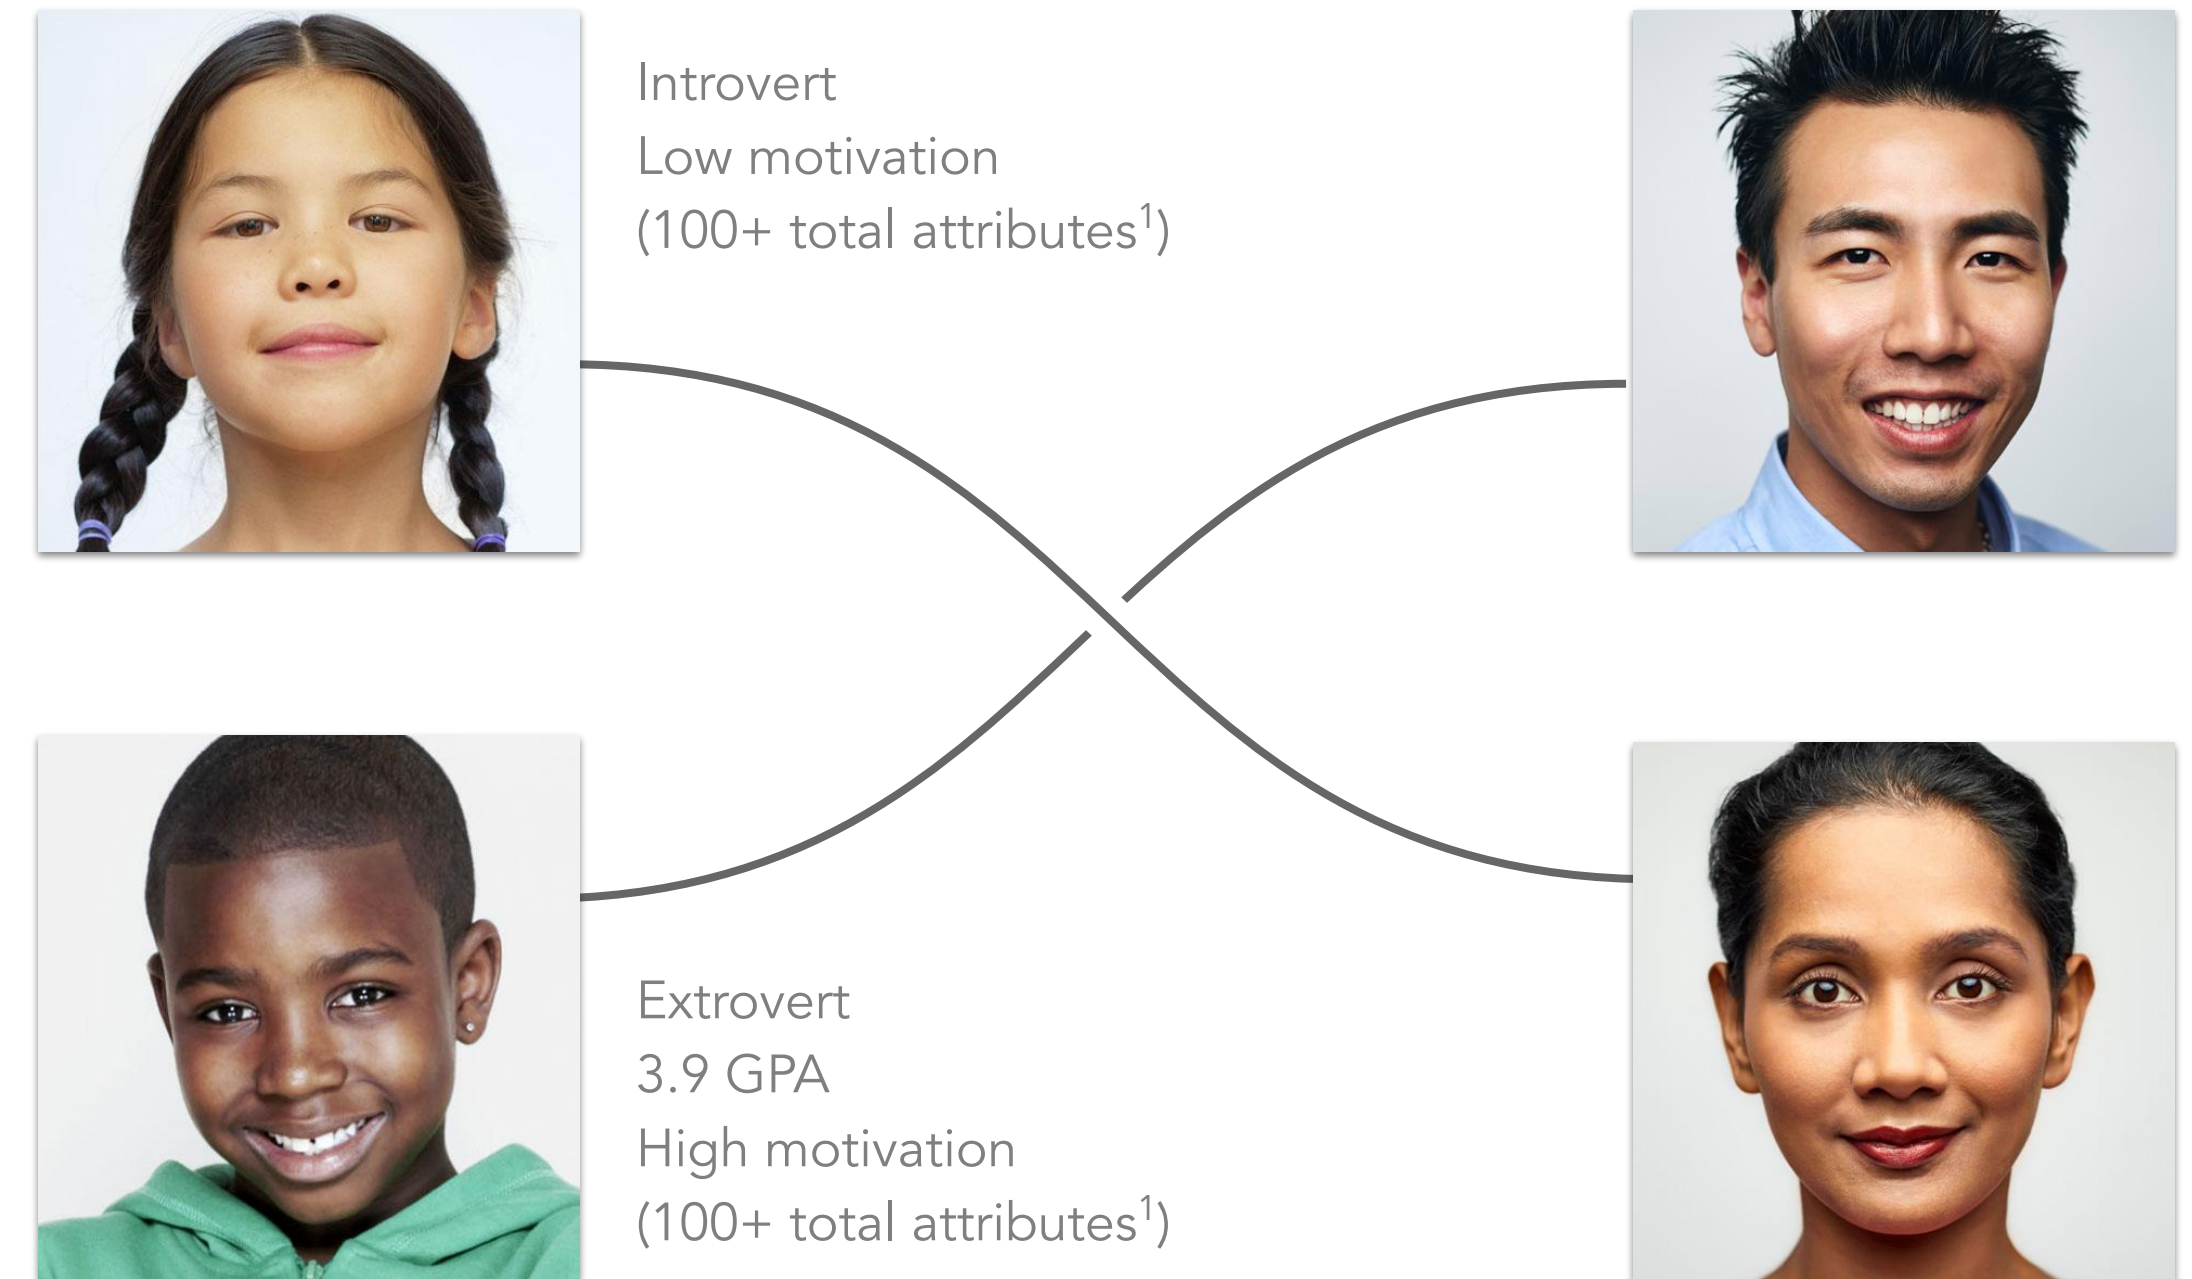 Introvert
Low motivation
(100+ total attributes¹)
Extrovert
3.9 GPA
High motivation
(100+ total attributes¹)